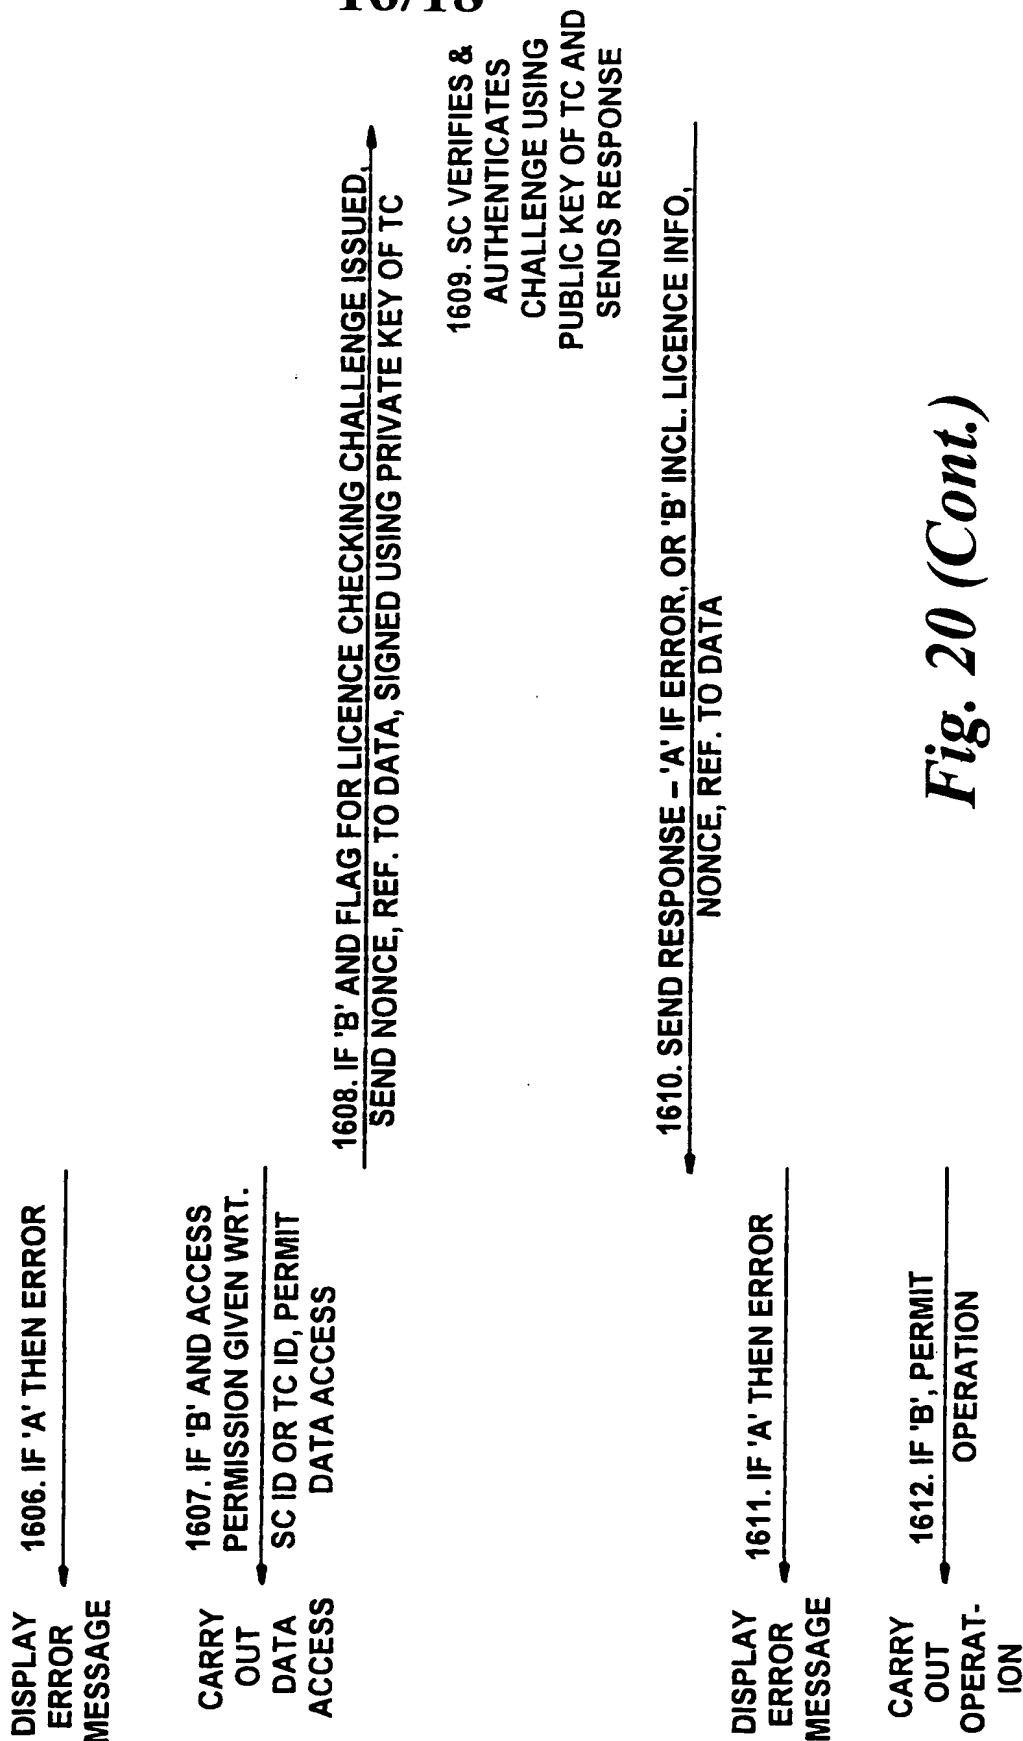 16/18
DISPLAY
ERROR
MESSAGE
1606. IF 'A' THEN ERROR
CARRY
OUT
DATA
ACCESS
1607. IF 'B' AND ACCESS
PERMISSION GIVEN WRT.
SC ID OR TC ID, PERMIT
DATA ACCESS
1608. IF 'B' AND FLAG FOR LICENCE CHECKING CHALLENGE ISSUED,
SEND NONCE, REF. TO DATA, SIGNED USING PRIVATE KEY OF TC
1609. SC VERIFIES &
AUTHENTICATES
CHALLENGE USING
PUBLIC KEY OF TC AND
SENDS RESPONSE
1610. SEND RESPONSE – 'A' IF ERROR, OR 'B' INCL. LICENCE INFO,
NONCE, REF. TO DATA
DISPLAY
ERROR
MESSAGE
1611. IF 'A' THEN ERROR
CARRY
OUT
OPERAT-
ION
1612. IF 'B', PERMIT
OPERATION
Fig. 20 (Cont.)